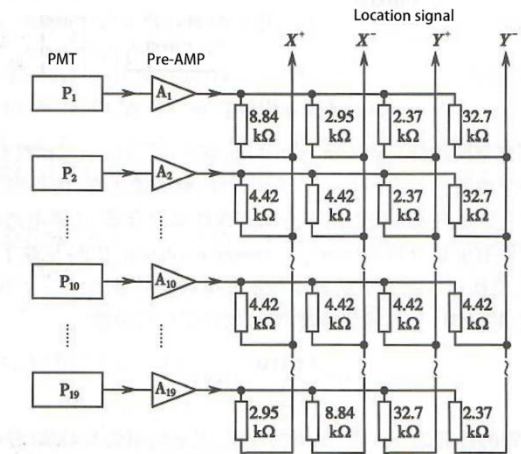 Location signal
X⁺ X⁻ Y⁺ Y⁻
PMT Pre-AMP
P₁ A₁
8.84 2.95 2.37 32.7
kΩ kΩ kΩ kΩ
P₂ A₂
4.42 4.42 2.37 32.7
kΩ kΩ kΩ kΩ
P₁₀ A₁₀
4.42 4.42 4.42 4.42
kΩ kΩ kΩ kΩ
P₁₉ A₁₉
2.95 8.84 32.7 2.37
kΩ kΩ kΩ kΩ